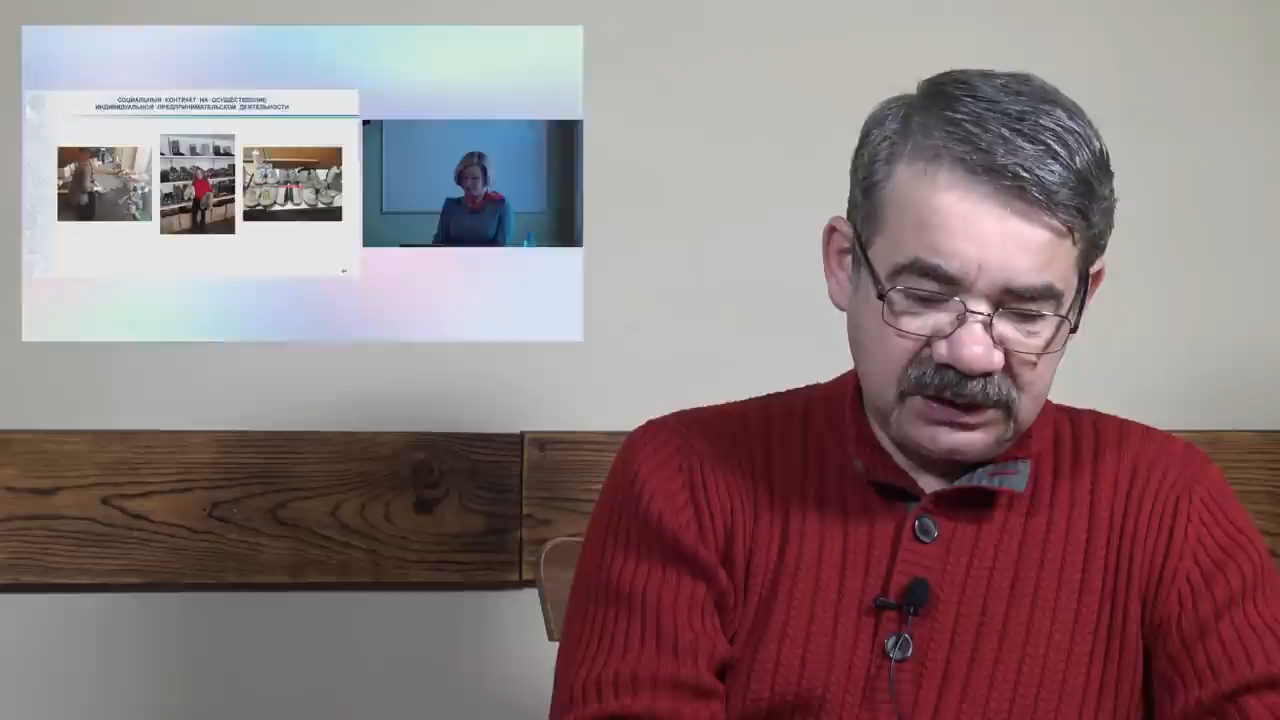 СОЦИАЛЬНЫЙ КОНТРАКТ НА ОСУЩЕСТВЛЕНИЕ
ИНДИВИДУАЛЬНОЙ ПРЕДПРИНИМАТЕЛЬСКОЙ ДЕЯТЕЛЬНОСТИ